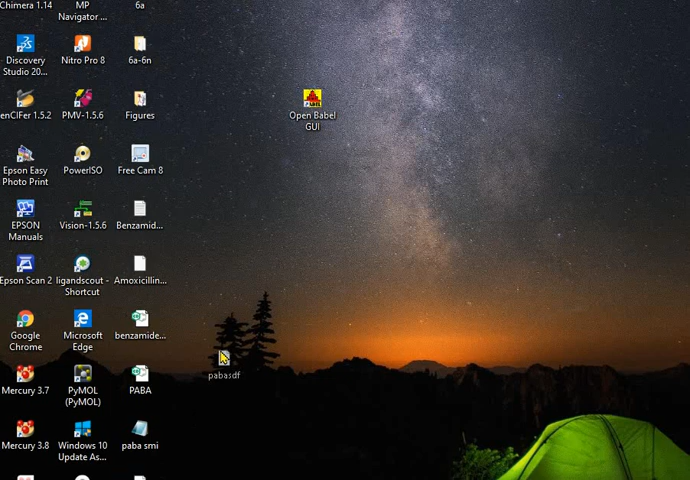 Chimera 1.14
MP
Navigator ...
6a
Discovery
Studio 20...
Nitro Pro 8
6a-6n
enCIFer 1.5.2
PMV-1.5.6
Figures
Open Babel
GUI
Epson Easy
Photo Print
PowerISO
Free Cam 8
EPSON
Manuals
Vision-1.5.6
Benzamid...
Epson Scan 2
ligandscout -
Shortcut
Amoxicillin...
Google
Chrome
Microsoft
Edge
benzamide...
pabasdf
Mercury 3.7
PyMOL
(PyMOL)
PABA
Mercury 3.8
Windows 10
Update As...
paba smi